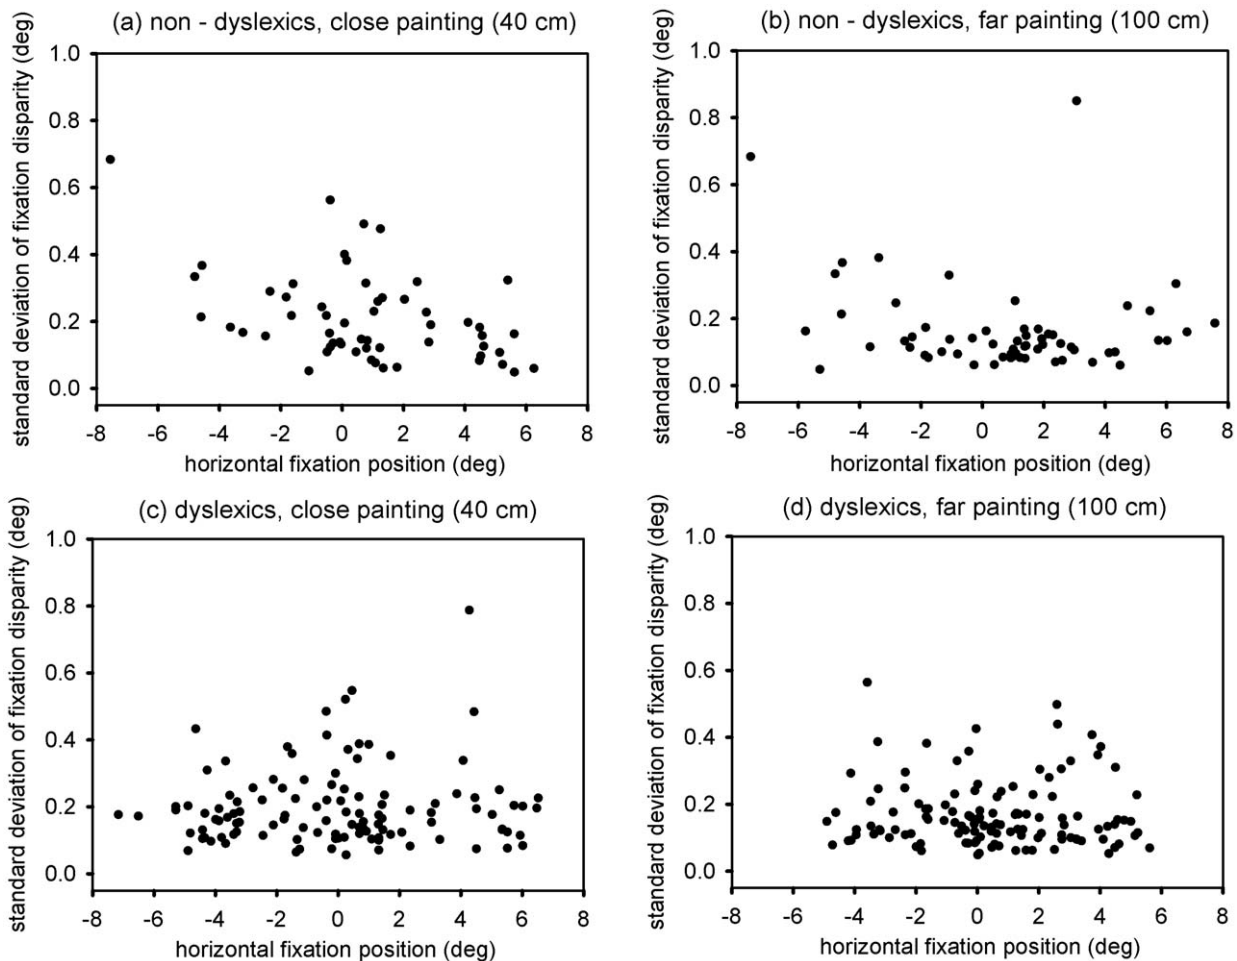 (a) non - dyslexics, close painting (40 cm)
standard deviation of fixation disparity (deg)
1.0
0.8
0.6
0.4
0.2
0.0
-8 -6 -4 -2 0 2 4 6 8
horizontal fixation position (deg)
(b) non - dyslexics, far painting (100 cm)
standard deviation of fixation disparity (deg)
1.0
0.8
0.6
0.4
0.2
0.0
-8 -6 -4 -2 0 2 4 6 8
horizontal fixation position (deg)
(c) dyslexics, close painting (40 cm)
standard deviation of fixation disparity (deg)
1.0
0.8
0.6
0.4
0.2
0.0
-8 -6 -4 -2 0 2 4 6 8
horizontal fixation position (deg)
(d) dyslexics, far painting (100 cm)
standard deviation of fixation disparity (deg)
1.0
0.8
0.6
0.4
0.2
0.0
-8 -6 -4 -2 0 2 4 6 8
horizontal fixation position (deg)